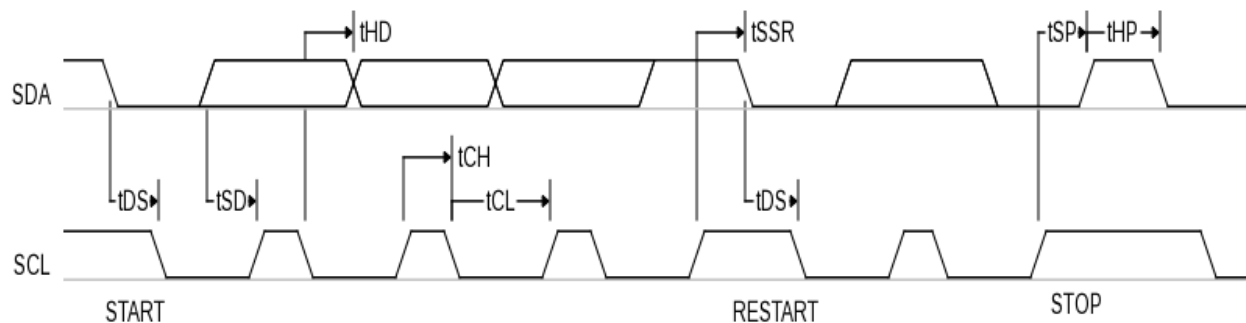 tHD tSSR tSP tHP
SDA
tCH
tDS tSD tCL tDS
SCL
START RESTART STOP